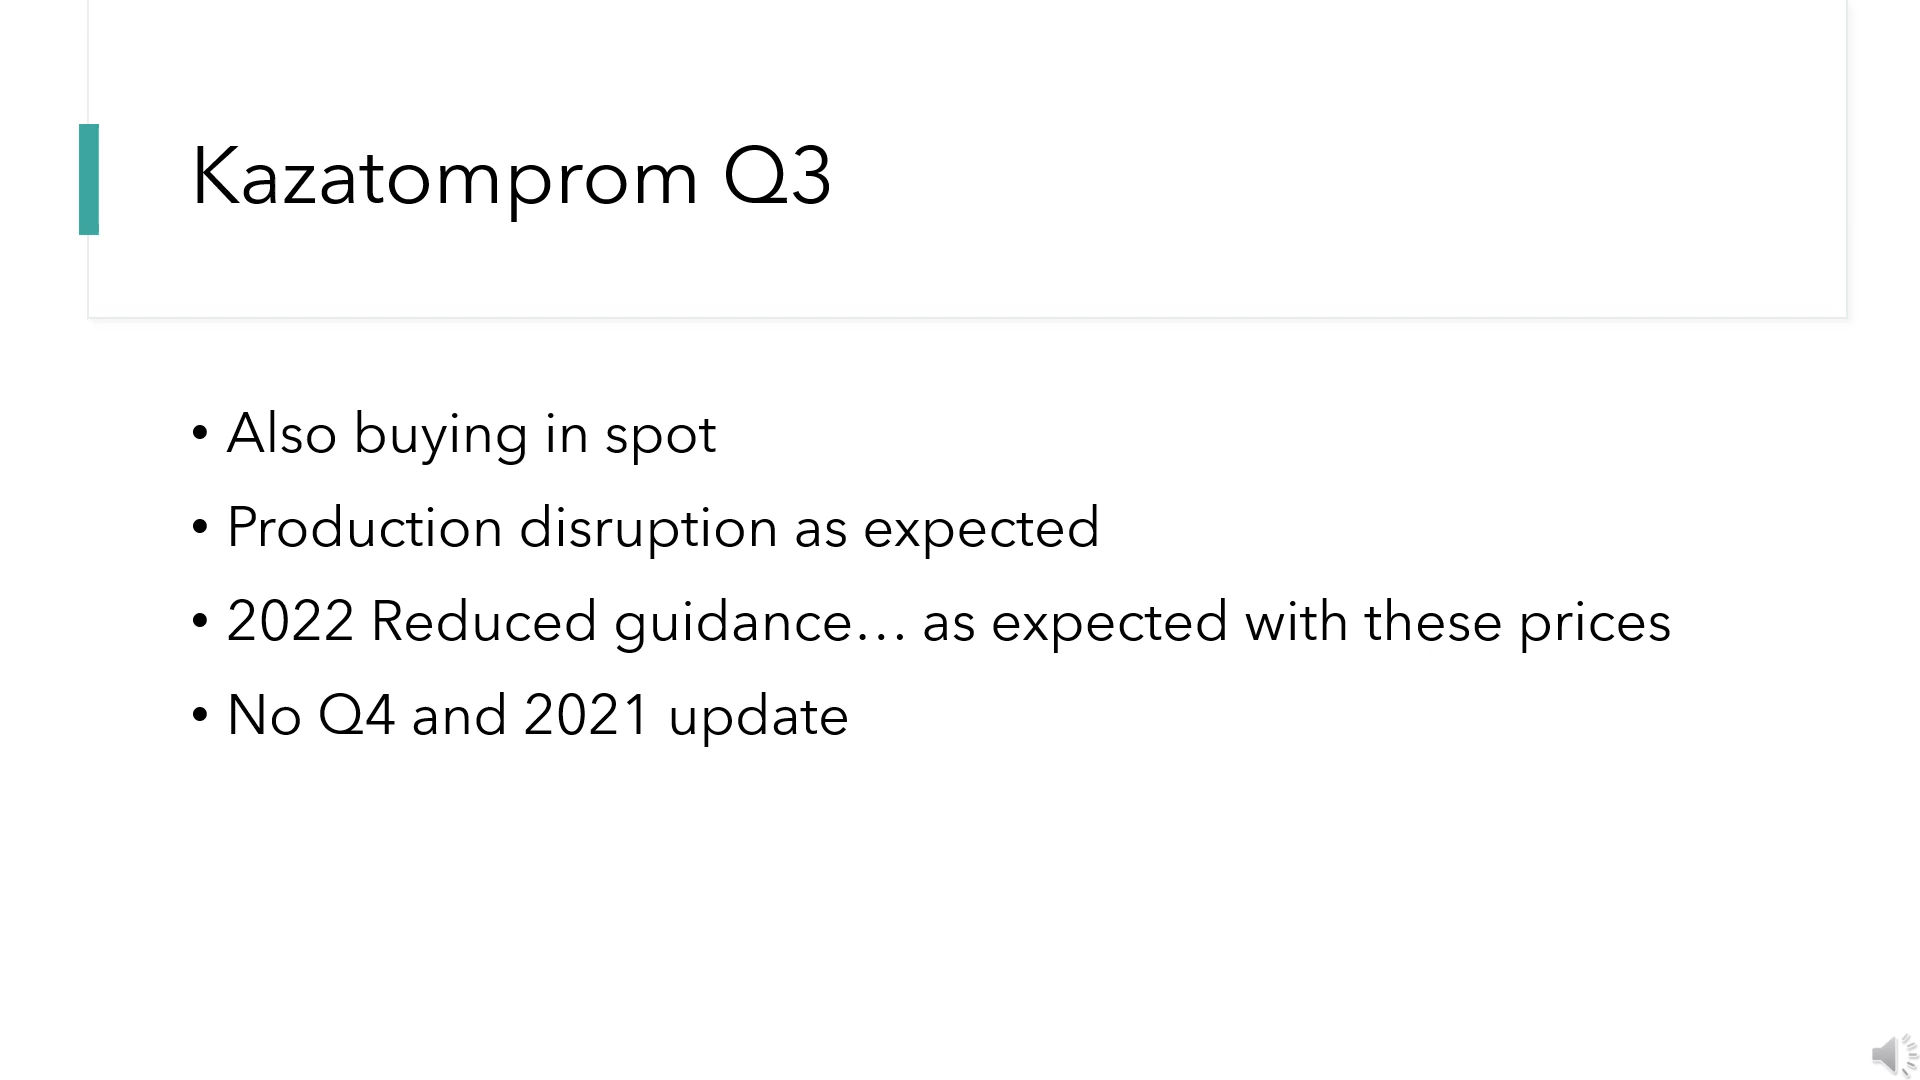 Kazatomprom Q3
• Also buying in spot
• Production disruption as expected
• 2022 Reduced guidance… as expected with these prices
• No Q4 and 2021 update